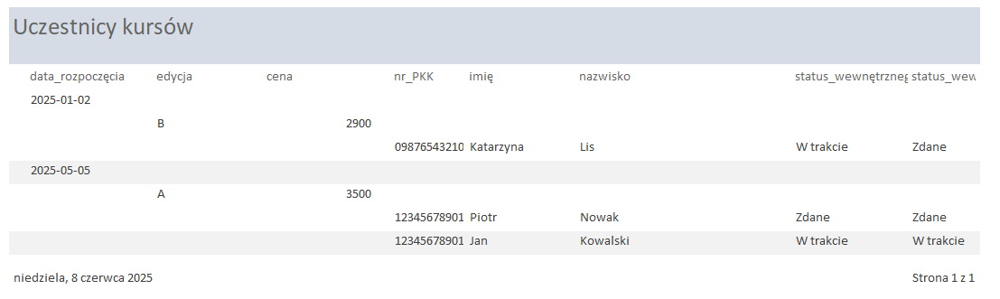 Uczestnicy kursów
data_rozpoczęcia edycja cena nr_PKK imię nazwisko status_wewnętrzneg status_wew
2025-01-02
B 2900
09876543210 Katarzyna Lis W trakcie Zdane
2025-05-05
A 3500
12345678901 Piotr Nowak Zdane Zdane
12345678901 Jan Kowalski W trakcie W trakcie
niedziela, 8 czerwca 2025 Strona 1 z 1